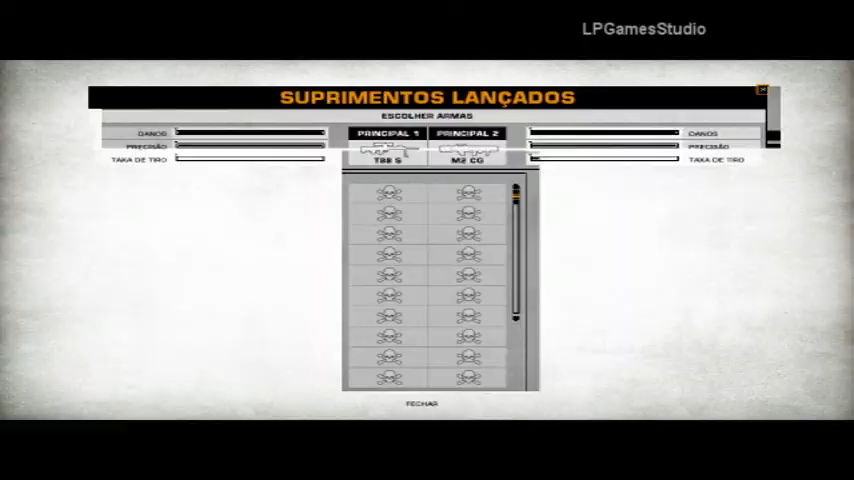 LPGamesStudio
SUPRIMENTOS LANÇADOS
ESCOLHER ARMAS
DANOS PRINCIPAL 1 PRINCIPAL 2 DANOS
PRECISÃO PRECISÃO
TAXA DE TIRO T88 S M2 CG TAXA DE TIRO
FECHAR